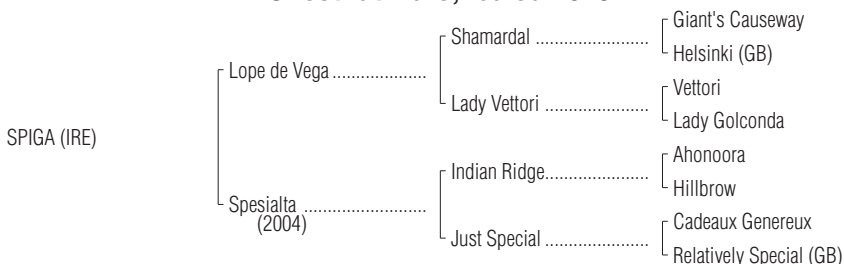 Giant's Causeway
Shamardal ......................
Helsinki (GB)
Lope de Vega ....................
Vettori
Lady Vettori ......................
Lady Golconda
SPIGA (IRE)
Ahonoora
Indian Ridge......................
Hillbrow
Spesialta ..........................
(2004)
Cadeaux Genereux
Just Special ......................
Relatively Special (GB)